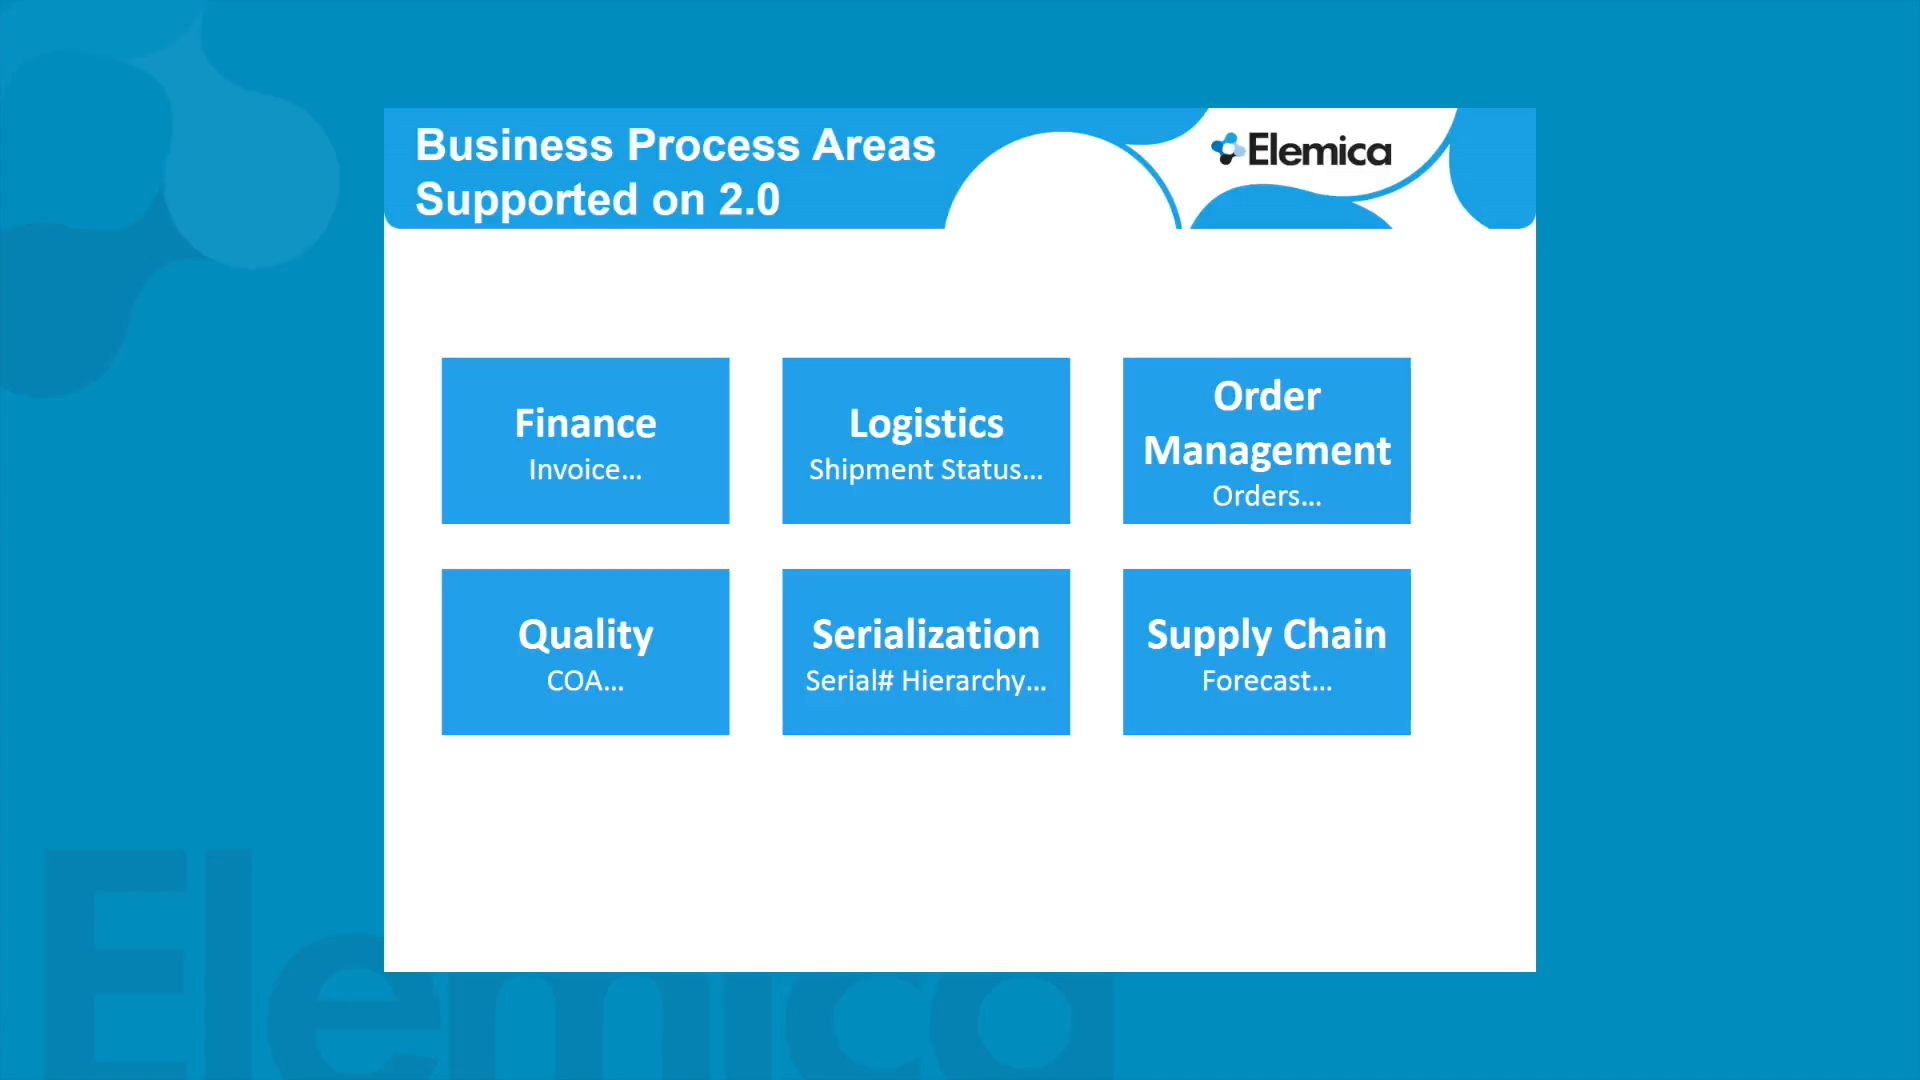 Business Process Areas
Supported on 2.0
Elemica
Finance
Invoice...
Logistics
Shipment Status...
Order
Management
Orders...
Quality
COA...
Serialization
Serial# Hierarchy...
Supply Chain
Forecast...
Elemica